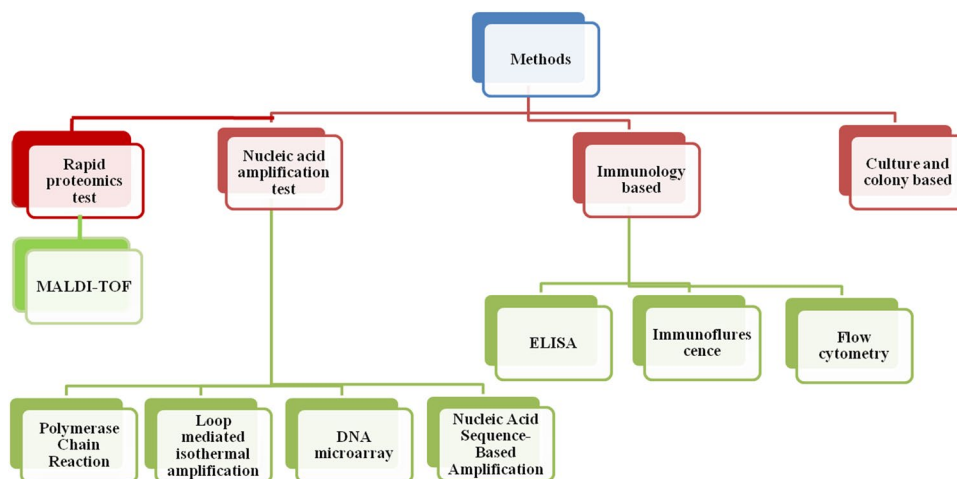 Methods
Rapid
proteomics
test
Nucleic acid
amplification
test
Immunology
based
Culture and
colony based
MALDI-TOF
ELISA
Immunoflures
cence
Flow
cytometry
Polymerase
Chain
Reaction
Loop
mediated
isothermal
amplification
DNA
microarray
Nucleic Acid
Sequence-
Based
Amplification